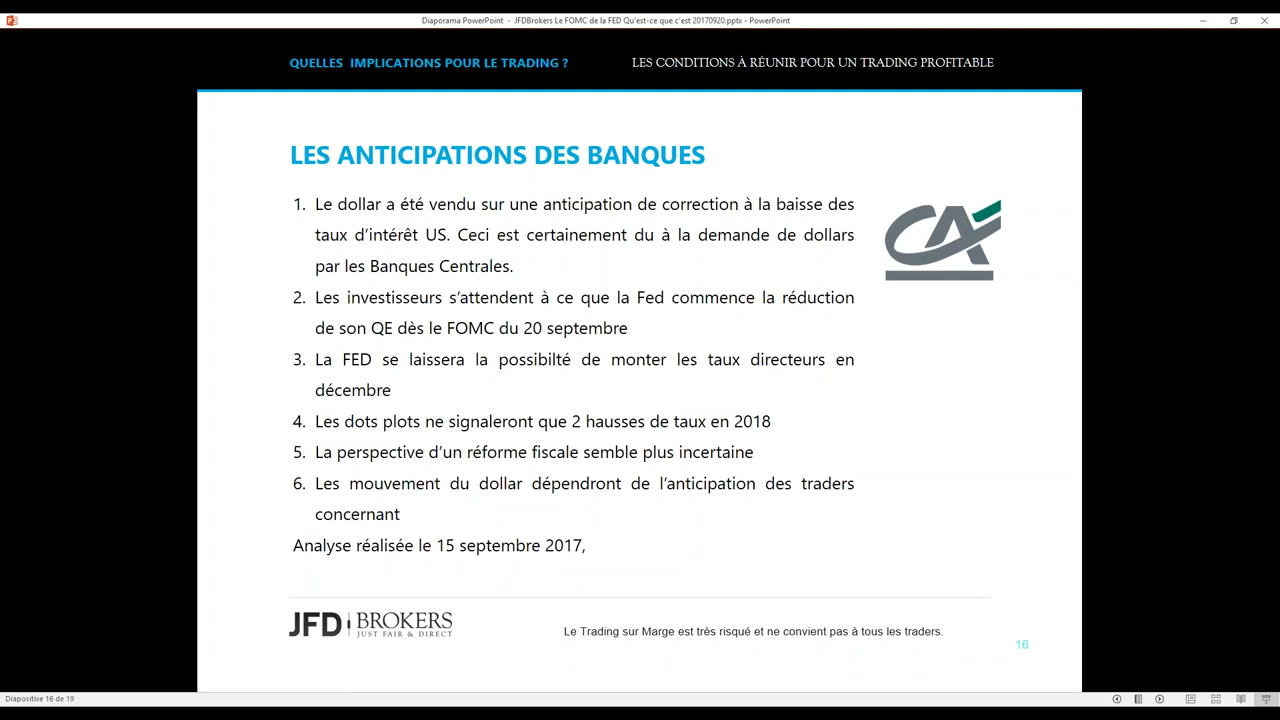 Diaporama PowerPoint - JFDBrokers Le FOMC de la FED Qu'est-ce que c'est 20170920.pptx - PowerPoint
QUELLES IMPLICATIONS POUR LE TRADING ?
LES CONDITIONS À RÉUNIR POUR UN TRADING PROFITABLE
LES ANTICIPATIONS DES BANQUES
1. Le dollar a été vendu sur une anticipation de correction à la baisse des
taux d'intérêt US. Ceci est certainement du à la demande de dollars
par les Banques Centrales.
2. Les investisseurs s'attendent à ce que la Fed commence la réduction
de son QE dès le FOMC du 20 septembre
3. La FED se laissera la possibilté de monter les taux directeurs en
décembre
4. Les dots plots ne signaleront que 2 hausses de taux en 2018
5. La perspective d'un réforme fiscale semble plus incertaine
6. Les mouvement du dollar dépendront de l'anticipation des traders
concernant
Analyse réalisée le 15 septembre 2017,
CA
JFD BROKERS
JUST FAIR & DIRECT
Le Trading sur Marge est très risqué et ne convient pas à tous les traders.
16
Diapositive 16 de 19